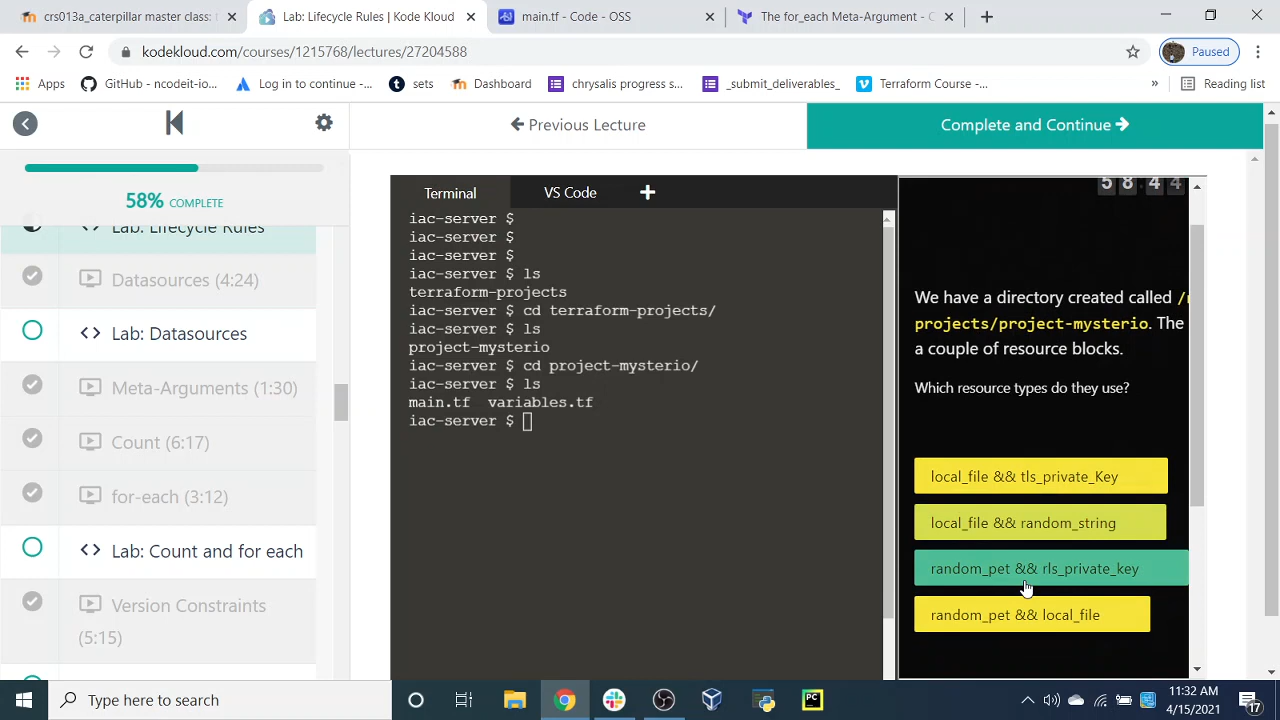 crs013a_caterpillar master class: t
Lab: Lifecycle Rules | Kode Kloud
main.tf - Code - OSS
The for_each Meta-Argument - C
kodekloud.com/courses/1215768/lectures/27204588
Paused
Apps
GitHub - npcdeit-io...
Log in to continue -...
sets
Dashboard
chrysalis progress s...
_submit_deliverables_
Terraform Course -...
»
Reading list
Previous Lecture
Complete and Continue
58% COMPLETE
Lab: Lifecycle Rules
Datasources (4:24)
Lab: Datasources
Meta-Arguments (1:30)
Count (6:17)
for-each (3:12)
Lab: Count and for each
Version Constraints
(5:15)
Terminal
VS Code
iac-server $
iac-server $
iac-server $
iac-server $ ls
terraform-projects
iac-server $ cd terraform-projects/
iac-server $ ls
project-mysterio
iac-server $ cd project-mysterio/
iac-server $ ls
main.tf variables.tf
iac-server $
58:44
We have a directory created called /r
projects/project-mysterio. The
a couple of resource blocks.
Which resource types do they use?
local_file && tls_private_Key
local_file && random_string
random_pet && rls_private_key
random_pet && local_file
Type here to search
PC
11:32 AM
4/15/2021
17